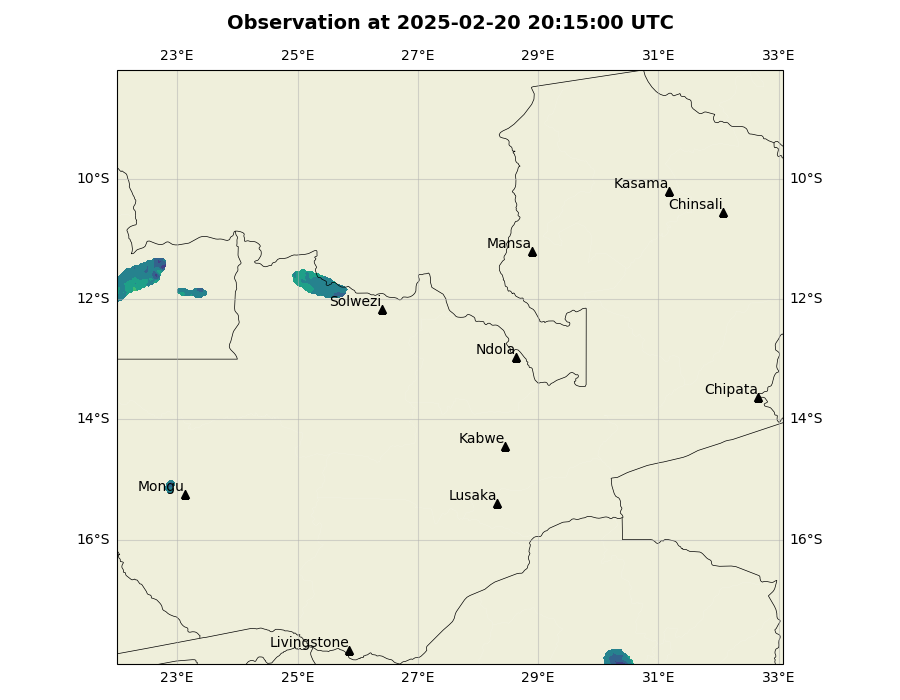 Observation at 2025-02-20 20:15:00 UTC
23°E 25°E 27°E 29°E 31°E 33°E
10°S 10°S
Kasama
Chinsali
Mansa
12°S 12°S
Solwezi
Ndola
Chipata
14°S 14°S
Kabwe
Mongu
Lusaka
16°S 16°S
Livingstone
23°E 25°E 27°E 29°E 31°E 33°E